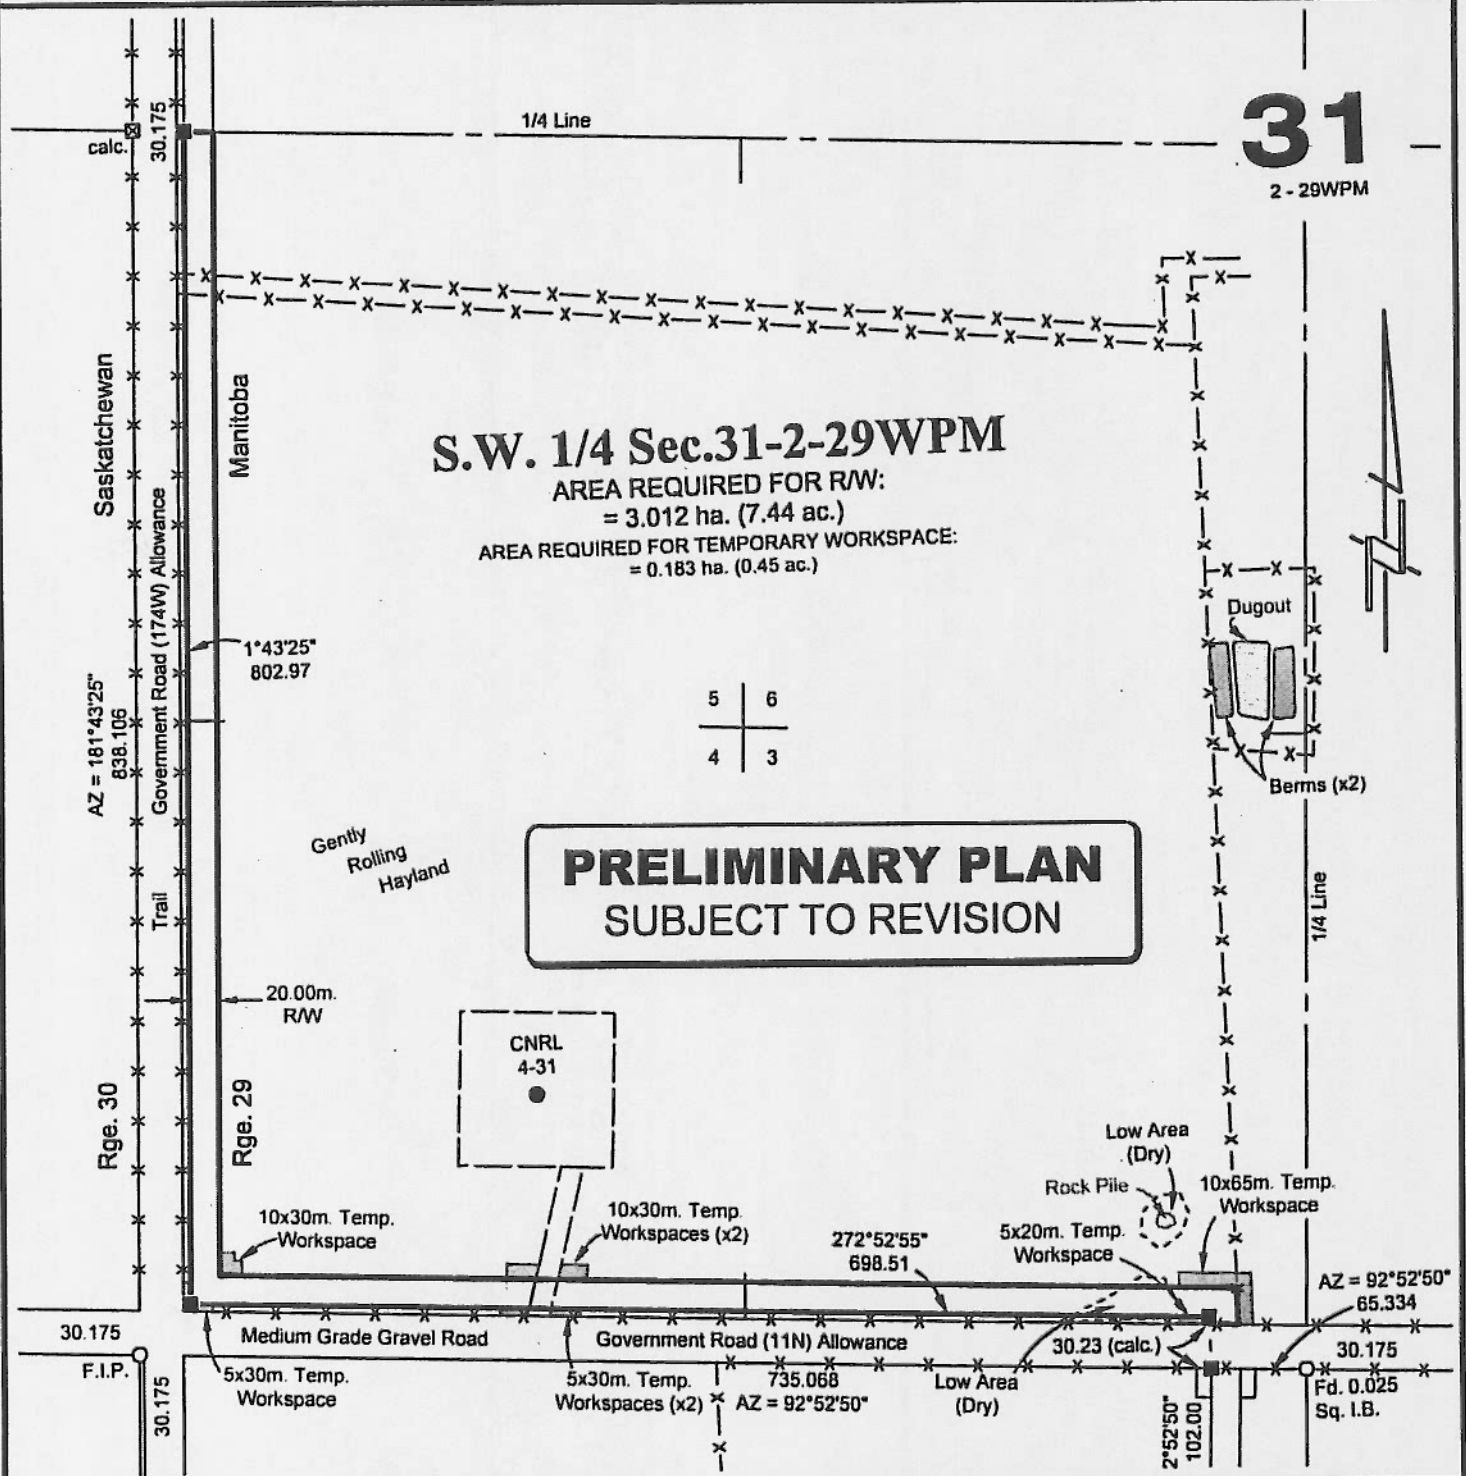 1/4 Line
31
2 - 29WPM
calc.
30.175
Saskatchewan
Manitoba
S.W. 1/4 Sec.31-2-29WPM
AREA REQUIRED FOR R/W:
= 3.012 ha. (7.44 ac.)
AREA REQUIRED FOR TEMPORARY WORKSPACE:
= 0.183 ha. (0.45 ac.)
Government Road (174W) Allowance
Trail
1°43'25"
802.97
AZ = 181°43'25"
838.106
Dugout
Berms (x2)
5 6
4 3
Gently
Rolling
Hayland
PRELIMINARY PLAN
SUBJECT TO REVISION
1/4 Line
20.00m.
R/W
CNRL
4-31
Rge. 30
Rge. 29
Low Area
(Dry)
Rock Pile
10x65m. Temp.
Workspace
10x30m. Temp.
Workspace
10x30m. Temp.
Workspaces (x2)
272°52'55"
698.51
5x20m. Temp.
Workspace
AZ = 92°52'50"
65.334
30.175
Medium Grade Gravel Road
Government Road (11N) Allowance
30.23 (calc.)
30.175
F.I.P.
30.175
5x30m. Temp.
Workspace
5x30m. Temp.
Workspaces (x2)
735.068
AZ = 92°52'50"
Low Area
(Dry)
2°52'50"
102.00
Fd. 0.025
Sq. I.B.